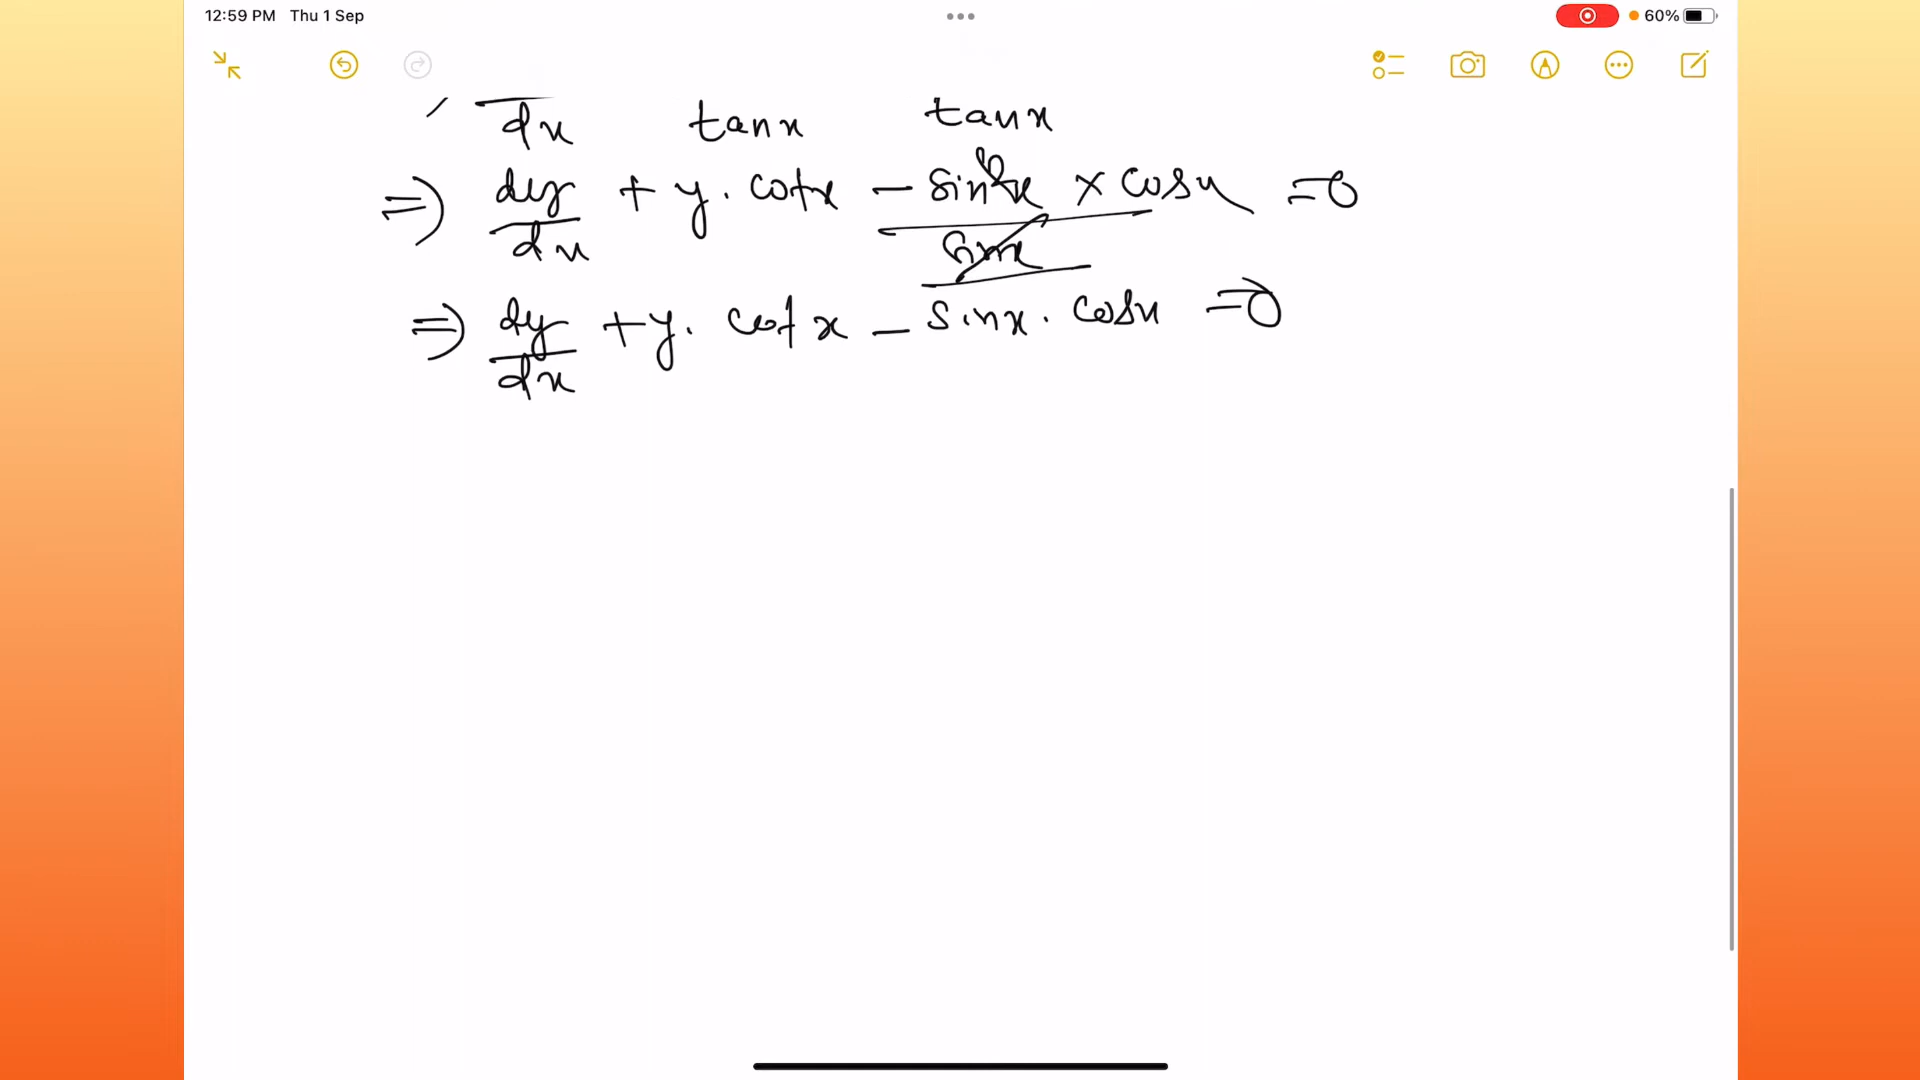 12:59 PM Thu 1 Sep 60%
dx tanx tanx
⇒ dy/dx + y. cotx – sin²x × cosx / sinx =0
⇒ dy/dx +y. cot x – sinx. cosx =0